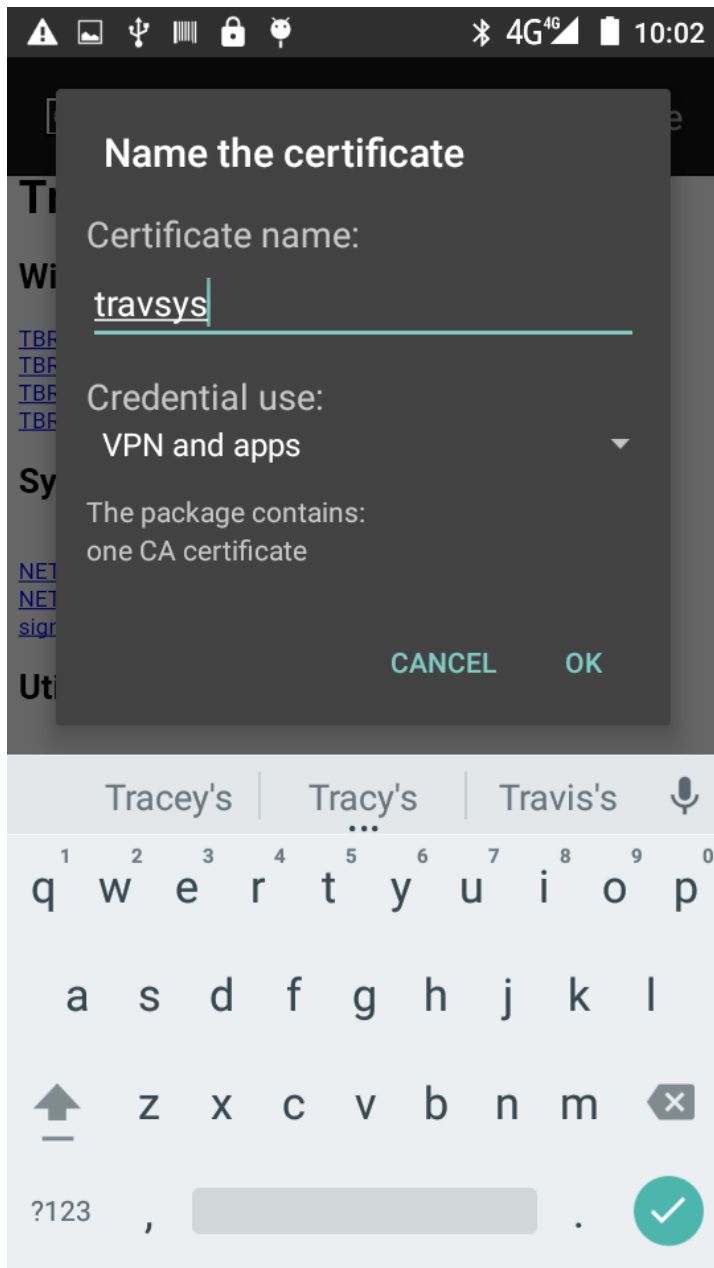 4G 4G 10:02
Name the certificate
Certificate name:
travsys
Credential use:
VPN and apps
The package contains:
one CA certificate
CANCEL OK
Tracey's Tracy's Travis's
1 2 3 4 5 6 7 8 9 0
q w e r t y u i o p
a s d f g h j k l
z x c v b n m
?123 , .